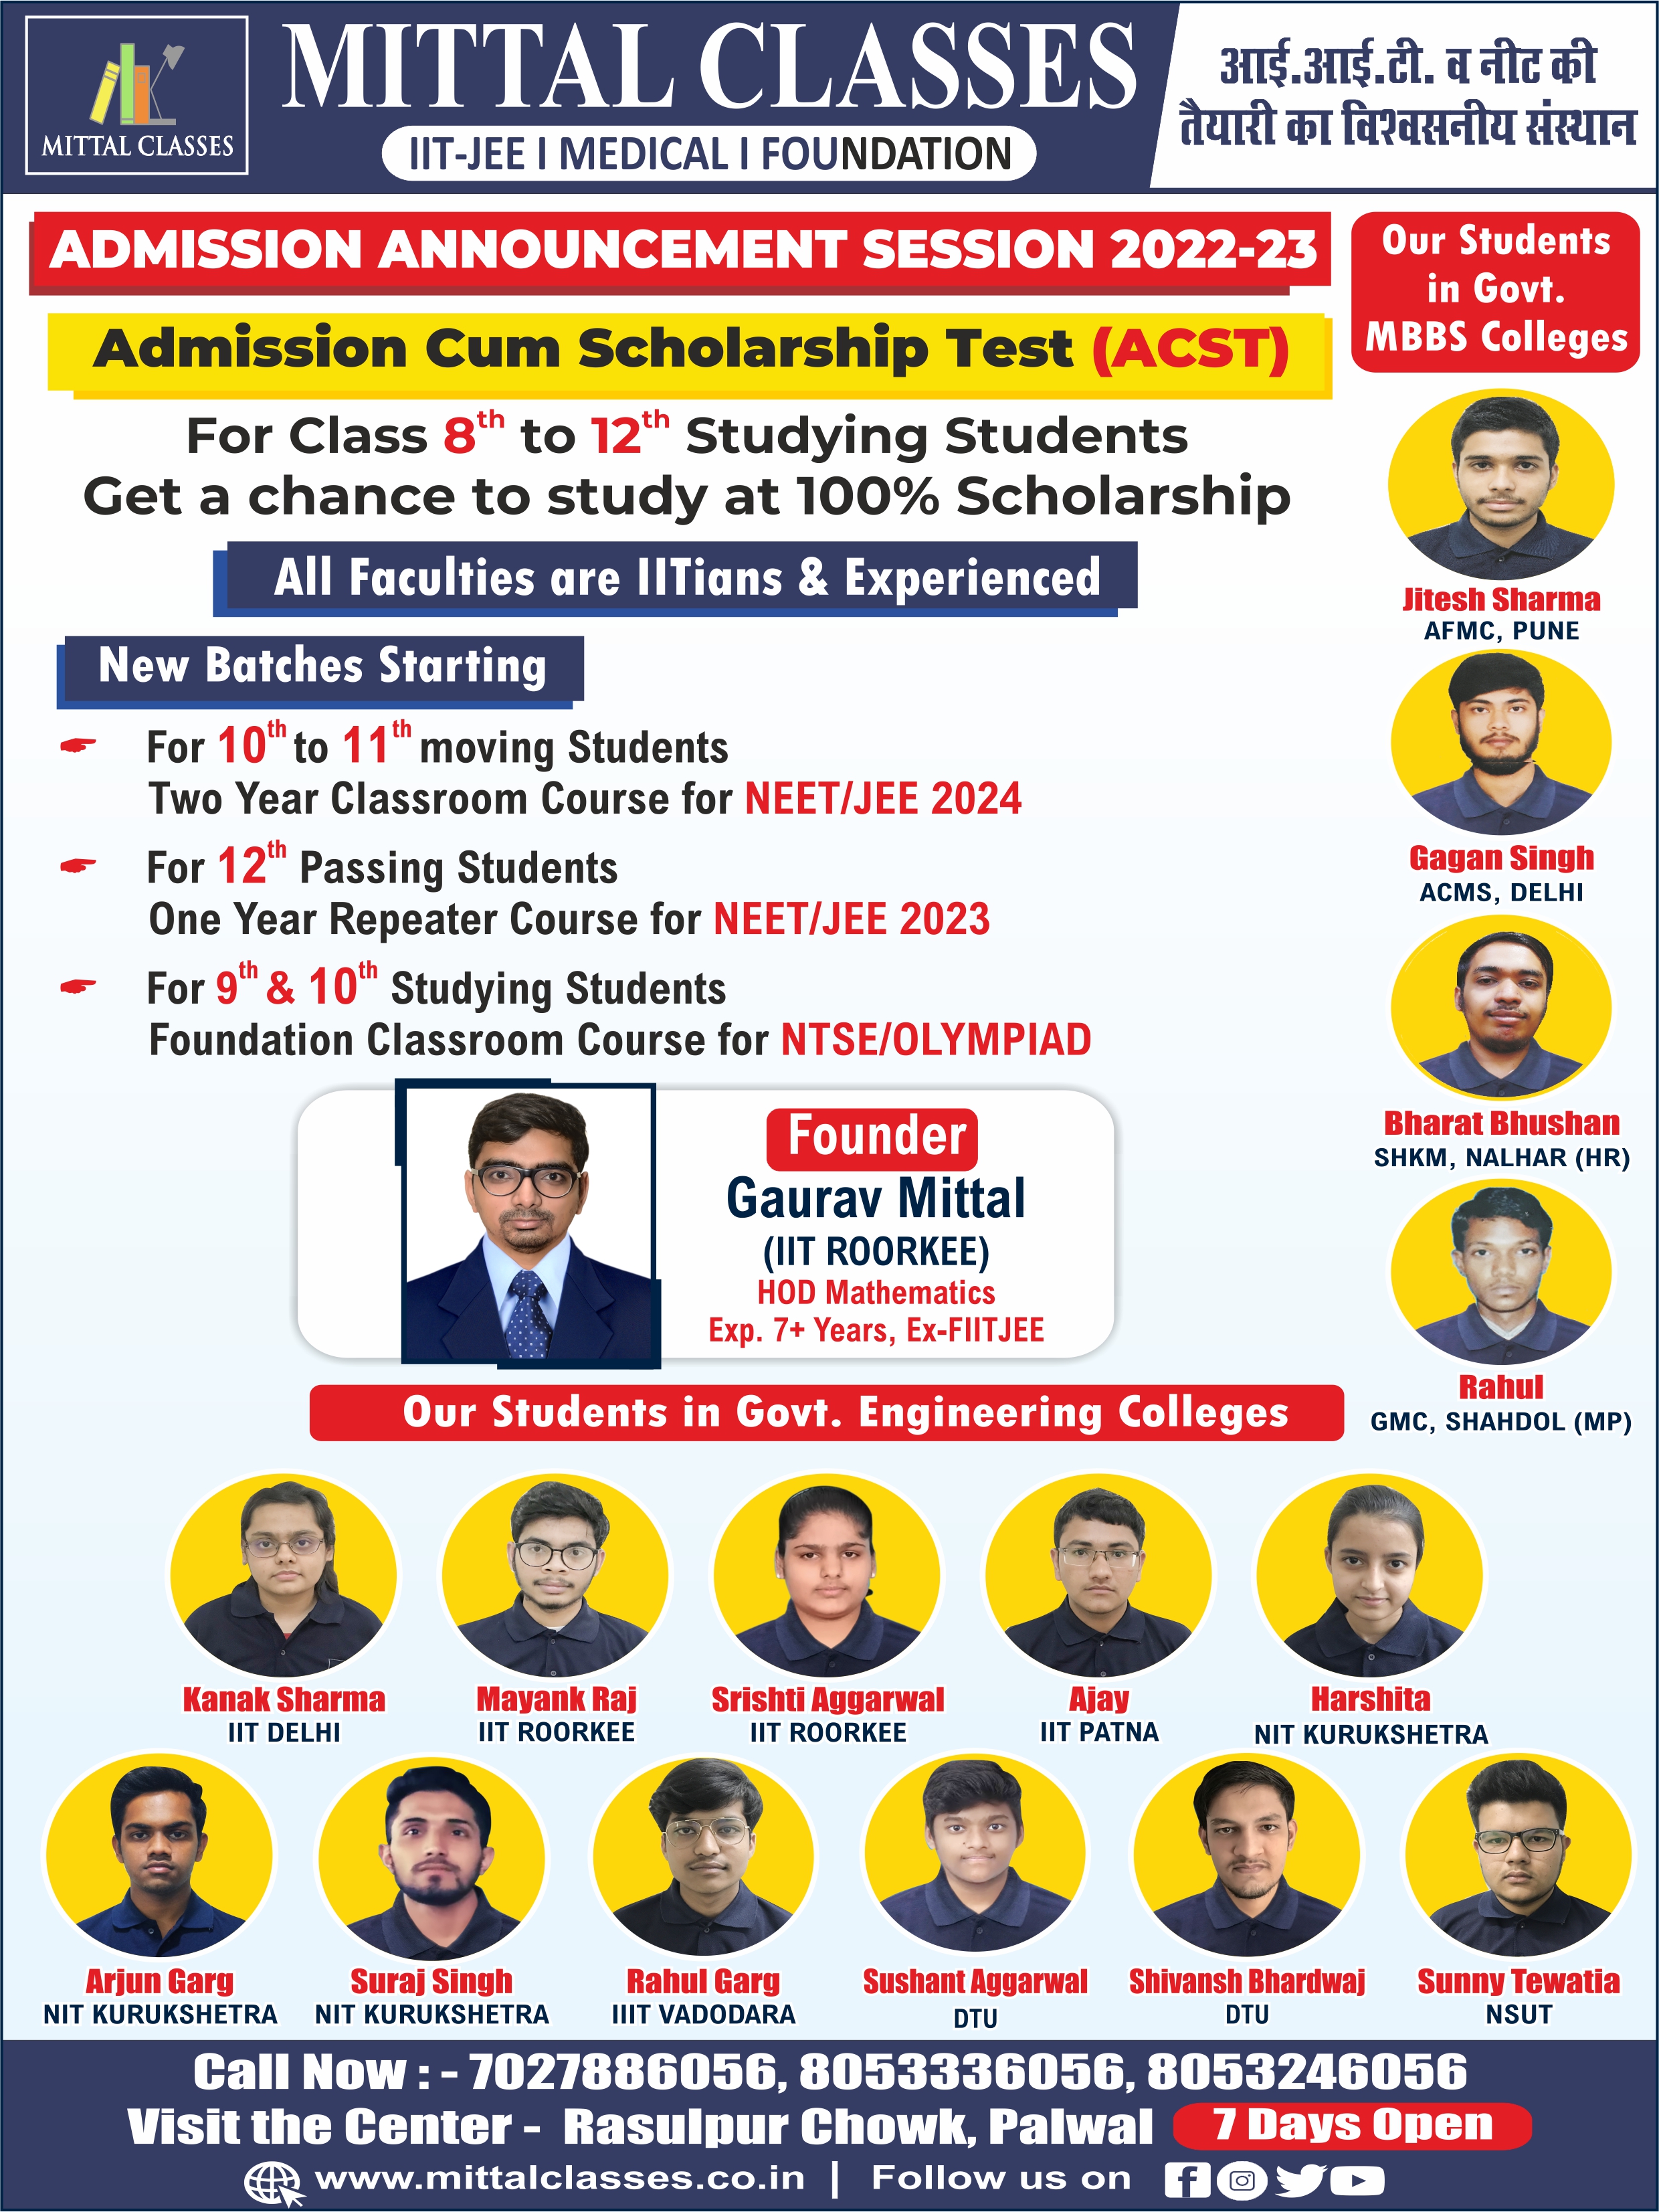 MITTAL CLASSES
MITTAL CLASSES
IIT-JEE I MEDICAL I FOUNDATION
आई.आई.टी. व नीट की
तैयारी का विश्वसनीय संस्थान
ADMISSION ANNOUNCEMENT SESSION 2022-23
Admission Cum Scholarship Test (ACST)
For Class 8th to 12th Studying Students
Get a chance to study at 100% Scholarship
All Faculties are IITians & Experienced
New Batches Starting
For 10th to 11th moving Students
Two Year Classroom Course for NEET/JEE 2024
For 12th Passing Students
One Year Repeater Course for NEET/JEE 2023
For 9th & 10th Studying Students
Foundation Classroom Course for NTSE/OLYMPIAD
Founder
Gaurav Mittal
(IIT ROORKEE)
HOD Mathematics
Exp. 7+ Years, Ex-FIITJEE
Our Students
in Govt.
MBBS Colleges
Jitesh Sharma
AFMC, PUNE
Gagan Singh
ACMS, DELHI
Bharat Bhushan
SHKM, NALHAR (HR)
Rahul
GMC, SHAHDOL (MP)
Our Students in Govt. Engineering Colleges
Kanak Sharma
IIT DELHI
Mayank Raj
IIT ROORKEE
Srishti Aggarwal
IIT ROORKEE
Ajay
IIT PATNA
Harshita
NIT KURUKSHETRA
Arjun Garg
NIT KURUKSHETRA
Suraj Singh
NIT KURUKSHETRA
Rahul Garg
IIIT VADODARA
Sushant Aggarwal
DTU
Shivansh Bhardwaj
DTU
Sunny Tewatia
NSUT
Call Now : - 7027886056, 8053336056, 8053246056
Visit the Center - Rasulpur Chowk, Palwal 7 Days Open
www.mittalclasses.co.in | Follow us on